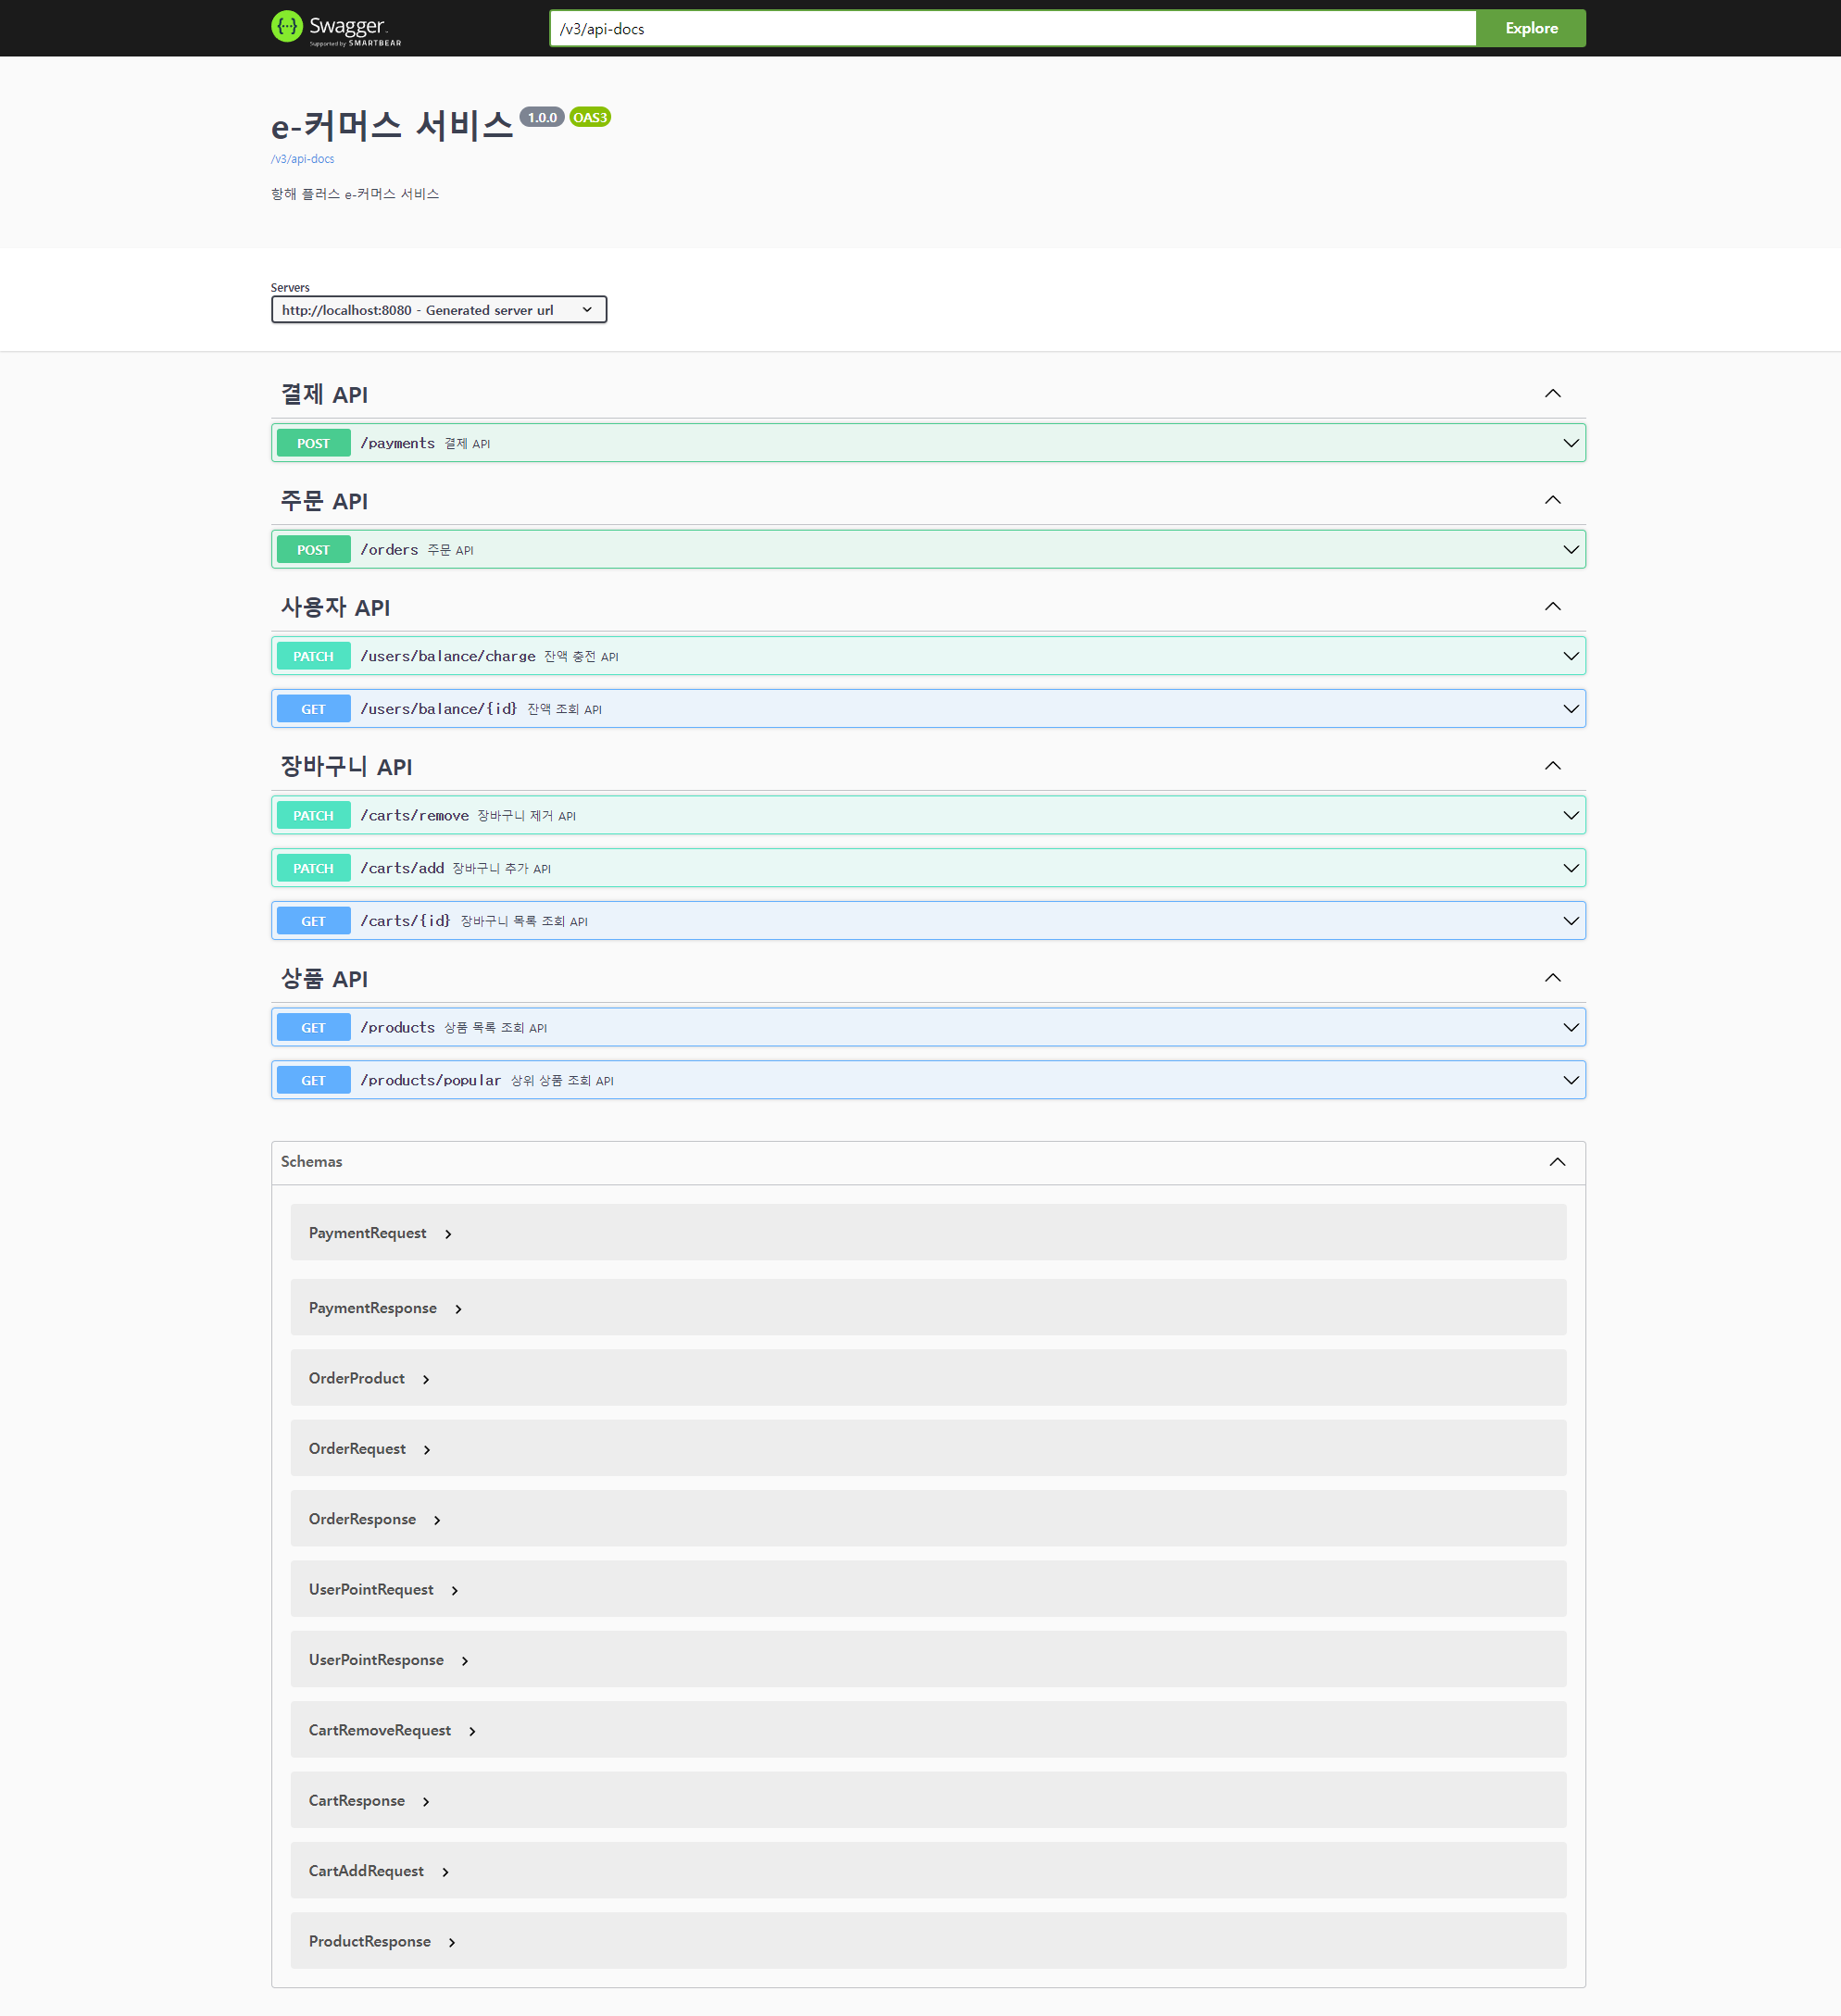 Swagger
Supported by SMARTBEAR
/v3/api-docs
Explore
e-커머스 서비스 1.0.0 OAS3
/v3/api-docs
항해 플러스 e-커머스 서비스
Servers
http://localhost:8080 - Generated server url
결제 API
POST /payments 결제 API
주문 API
POST /orders 주문 API
사용자 API
PATCH /users/balance/charge 잔액 충전 API
GET /users/balance/{id} 잔액 조회 API
장바구니 API
PATCH /carts/remove 장바구니 제거 API
PATCH /carts/add 장바구니 추가 API
GET /carts/{id} 장바구니 목록 조회 API
상품 API
GET /products 상품 목록 조회 API
GET /products/popular 상위 상품 조회 API
Schemas
PaymentRequest
PaymentResponse
OrderProduct
OrderRequest
OrderResponse
UserPointRequest
UserPointResponse
CartRemoveRequest
CartResponse
CartAddRequest
ProductResponse